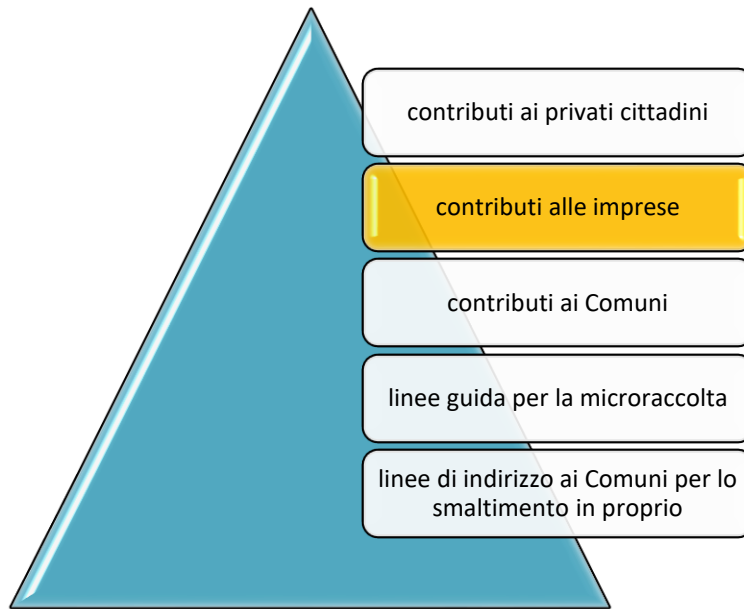 contributi ai privati cittadini
contributi alle imprese
contributi ai Comuni
linee guida per la microraccolta
linee di indirizzo ai Comuni per lo
smaltimento in proprio